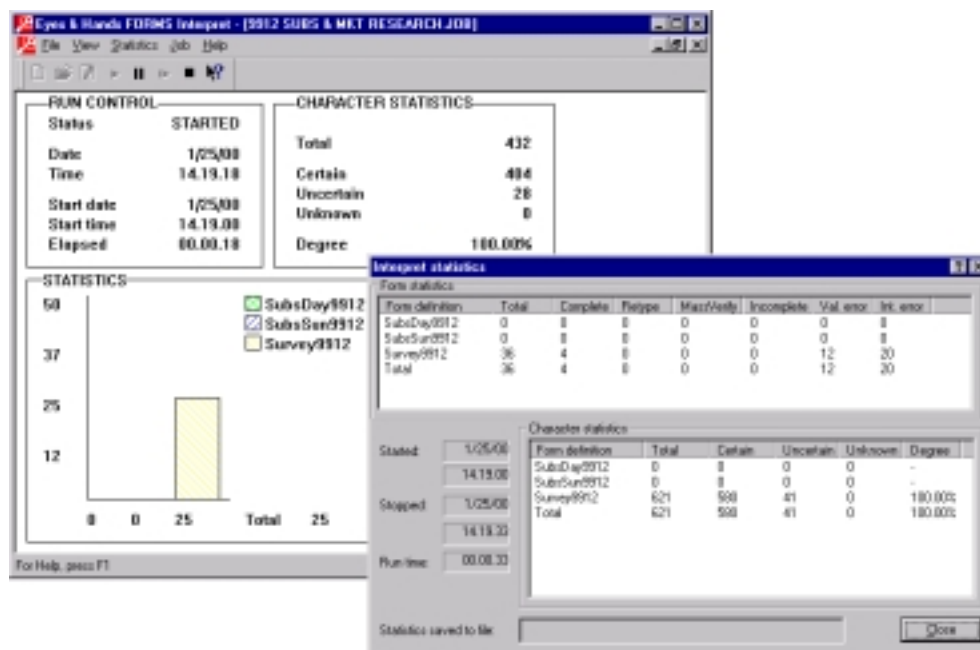 Eyes & Hands FORMS Interpret - [9912 SUBS & MKT RESEARCH.JOB]
File View Statistics Job Help
RUN CONTROL
Status STARTED
Date 1/25/00
Time 14.19.18
Start date 1/25/00
Start time 14.19.00
Elapsed 00.00.18
CHARACTER STATISTICS
Total 432
Certain 404
Uncertain 28
Unknown 0
Degree 100.00%
STATISTICS
50
37
25
12
SubsDay9912
SubsSun9912
Survey9912
0 0 25 Total 25
For Help, press F1
Interpret statistics
Form statistics
Form definition Total Complete Retype MassVerify Incomplete Val. error Int. error
SubsDay9912 0 0 0 0 0 0 0
SubsSun9912 0 0 0 0 0 0 0
Survey9912 36 4 0 0 0 12 20
Total 36 4 0 0 0 12 20
Started: 1/25/00
14.19.00
Stopped: 1/25/00
14.19.33
Run time: 00.00.33
Character statistics
Form definition Total Certain Uncertain Unknown Degree
SubsDay9912 0 0 0 0 -
SubsSun9912 0 0 0 0 -
Survey9912 621 580 41 0 100.00%
Total 621 580 41 0 100.00%
Statistics saved to file:
Close